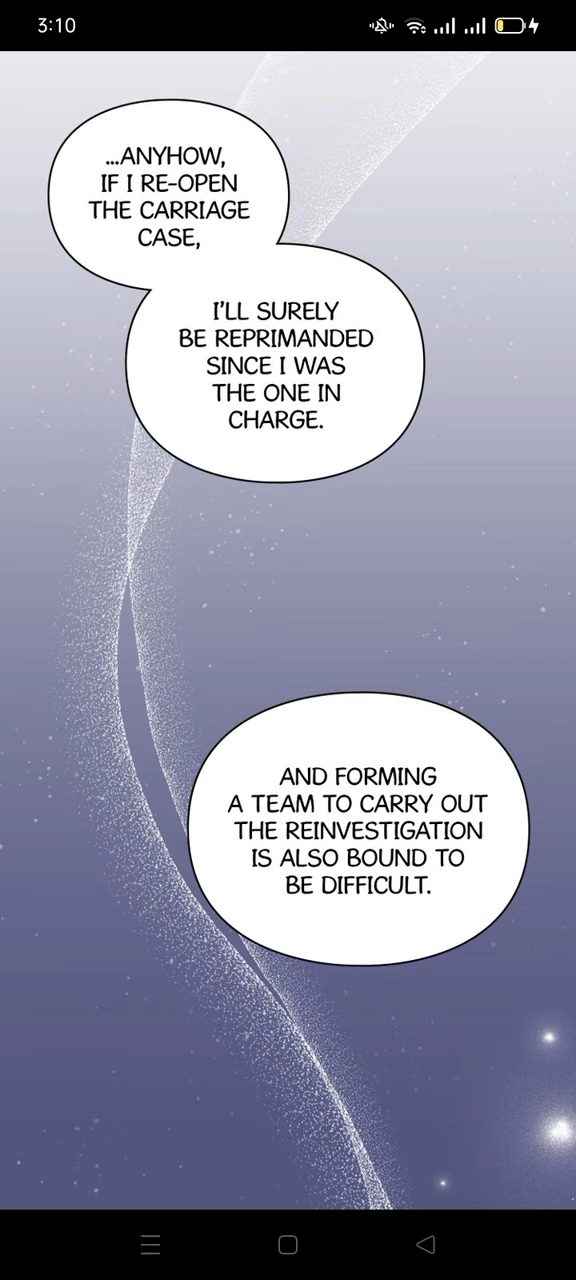 3:10
...ANYHOW,
IF I RE-OPEN
THE CARRIAGE
CASE,
I'LL SURELY
BE REPRIMANDED
SINCE I WAS
THE ONE IN
CHARGE.
AND FORMING
A TEAM TO CARRY OUT
THE REINVESTIGATION
IS ALSO BOUND TO
BE DIFFICULT.